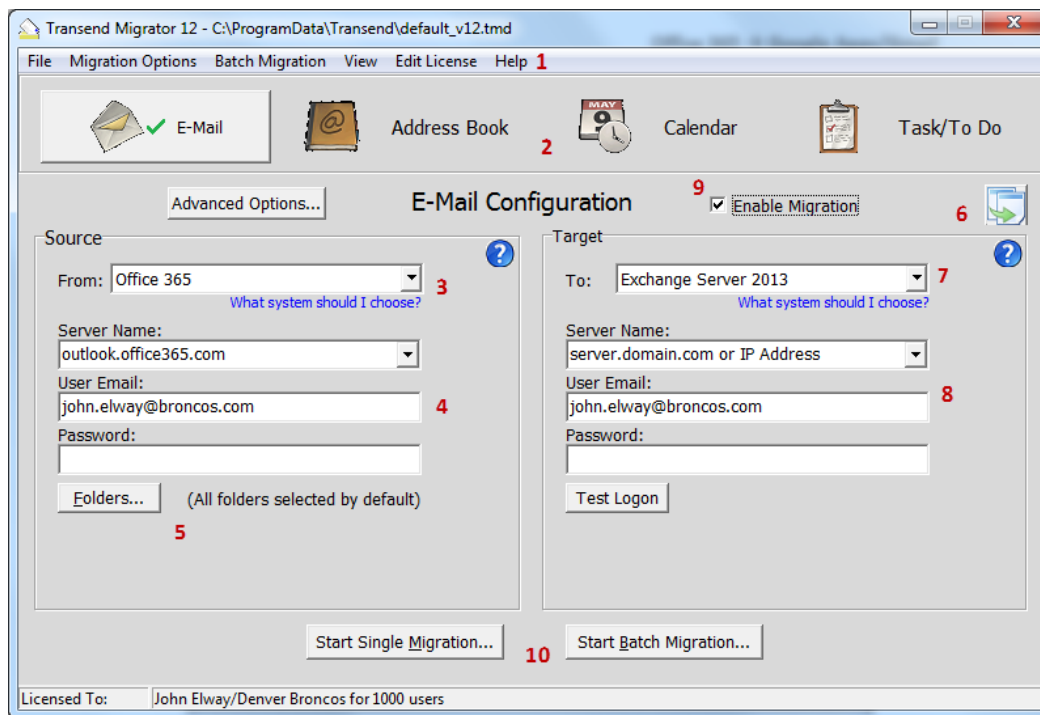 Transend Migrator 12 - C:\ProgramData\Transend\default_v12.tmd
File Migration Options Batch Migration View Edit License Help 1
E-Mail Address Book 2 MAY 9 Calendar Task/To Do
Advanced Options... E-Mail Configuration 9 Enable Migration 6
Source
?
From: Office 365 3
What system should I choose?
Server Name:
outlook.office365.com
User Email:
john.elway@broncos.com 4
Password:
Folders... (All folders selected by default)
5
Target
?
To: Exchange Server 2013 7
What system should I choose?
Server Name:
server.domain.com or IP Address
User Email:
john.elway@broncos.com 8
Password:
Test Logon
Start Single Migration... 10 Start Batch Migration...
Licensed To: John Elway/Denver Broncos for 1000 users